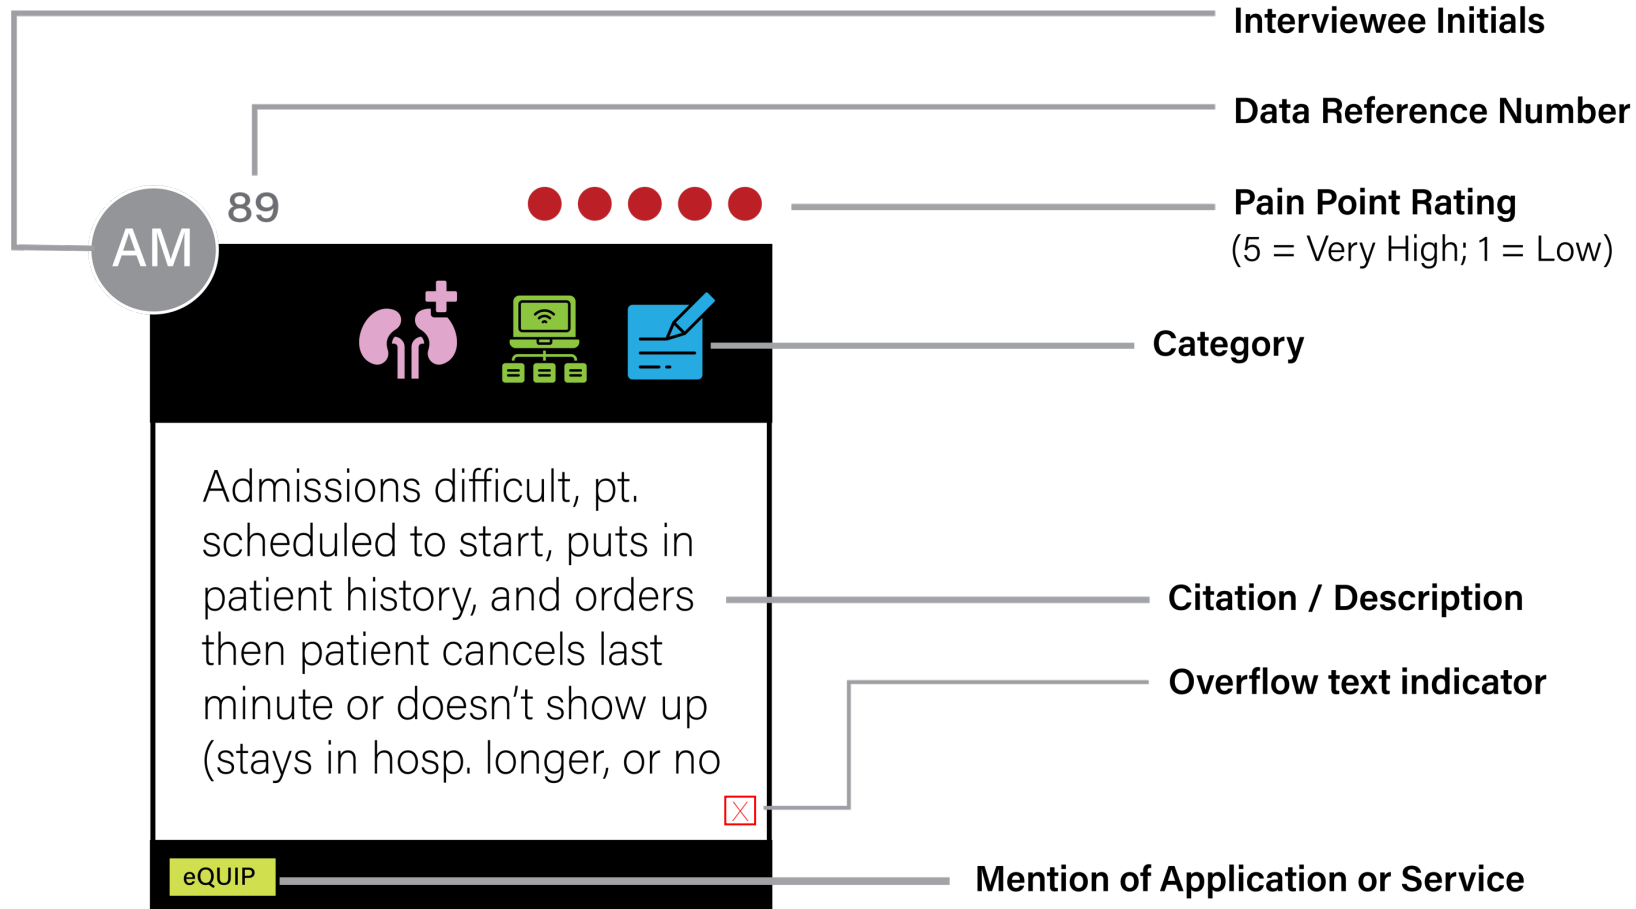 Interviewee Initials
Data Reference Number
89
Pain Point Rating
(5 = Very High; 1 = Low)
AM
Category
Admissions difficult, pt.
scheduled to start, puts in
patient history, and orders
then patient cancels last
minute or doesn't show up
(stays in hosp. longer, or no
X
Citation / Description
Overflow text indicator
eQUIP
Mention of Application or Service